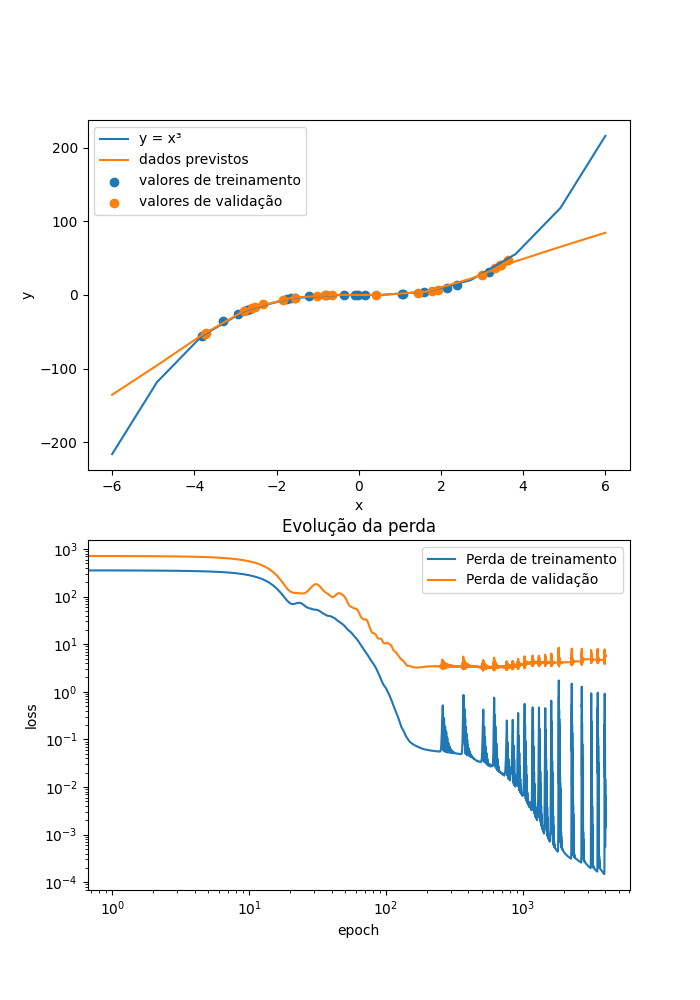 y = x³
dados previstos
valores de treinamento
valores de validação
200
100
0
−100
−200
y
−6
−4
−2
0
2
4
6
x
Evolução da perda
Perda de treinamento
Perda de validação
10³
10²
10¹
10⁰
10⁻¹
10⁻²
10⁻³
10⁻⁴
loss
10⁰
10¹
10²
10³
epoch